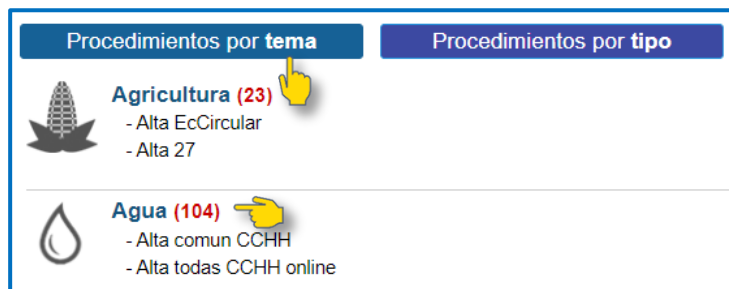 Procedimientos por tema
Procedimientos por tipo
Agricultura (23)
- Alta EcCircular
- Alta 27
Agua (104)
- Alta comun CCHH
- Alta todas CCHH online